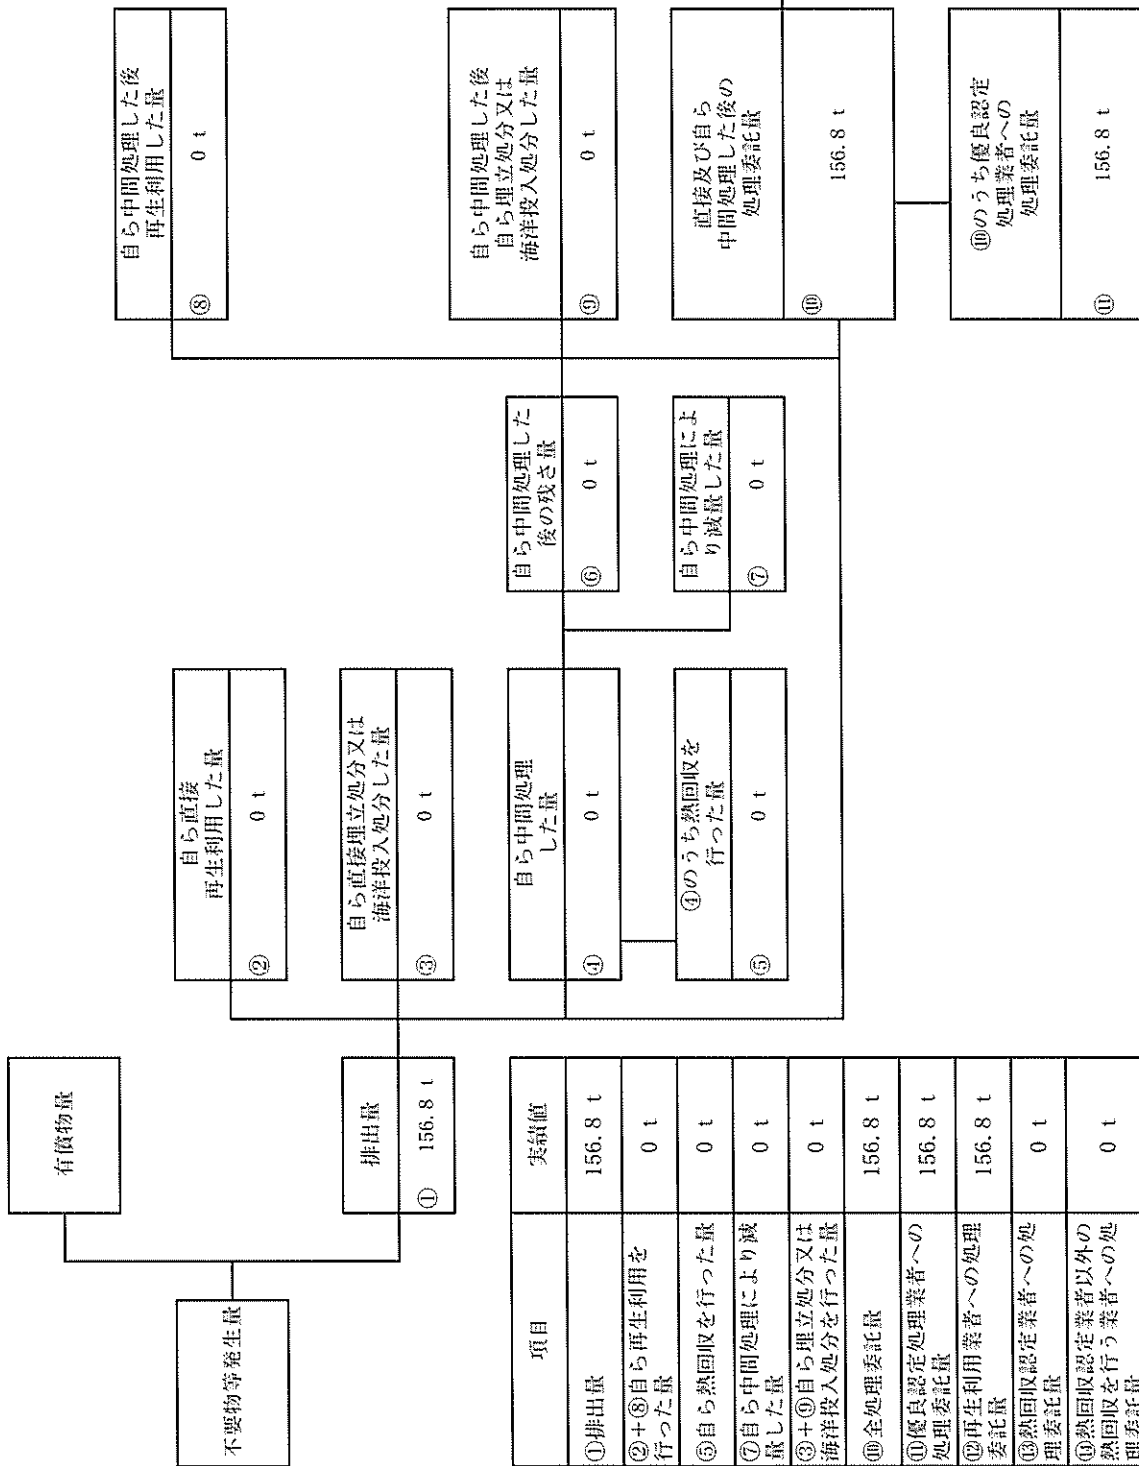 不要物等発生量
有償物量
排出量
① 156.8 t
自ら直接
再生利用した量
② 0 t
自ら直接埋立処分又は
海洋投入処分した量
③ 0 t
自ら中間処理
した量
④ 0 t
④のうち熱回収を
行った量
⑤ 0 t
自ら中間処理した
後の残さ量
⑥ 0 t
自ら中間処理によ
り減量した量
⑦ 0 t
自ら中間処理した後
再生利用した量
⑧ 0 t
自ら中間処理した後
自ら埋立処分又は
海洋投入処分した量
⑨ 0 t
直接及び自ら
中間処理した後の
処理委託量
⑩ 156.8 t
⑩のうち優良認定
処理業者への
処理委託量
⑪ 156.8 t
項目 実績値
①排出量 156.8 t
②+⑧自ら再生利用を
行った量 0 t
⑤自ら熱回収を行った量 0 t
⑦自ら中間処理により減
量した量 0 t
③+⑨自ら埋立処分又は
海洋投入処分を行った量 0 t
⑩全処理委託量 156.8 t
⑪優良認定処理業者への
処理委託量 156.8 t
⑫再生利用業者への処理
委託量 156.8 t
⑬熱回収認定業者への処
理委託量 0 t
⑭熱回収認定業者以外の
熱回収を行う業者への処
理委託量 0 t